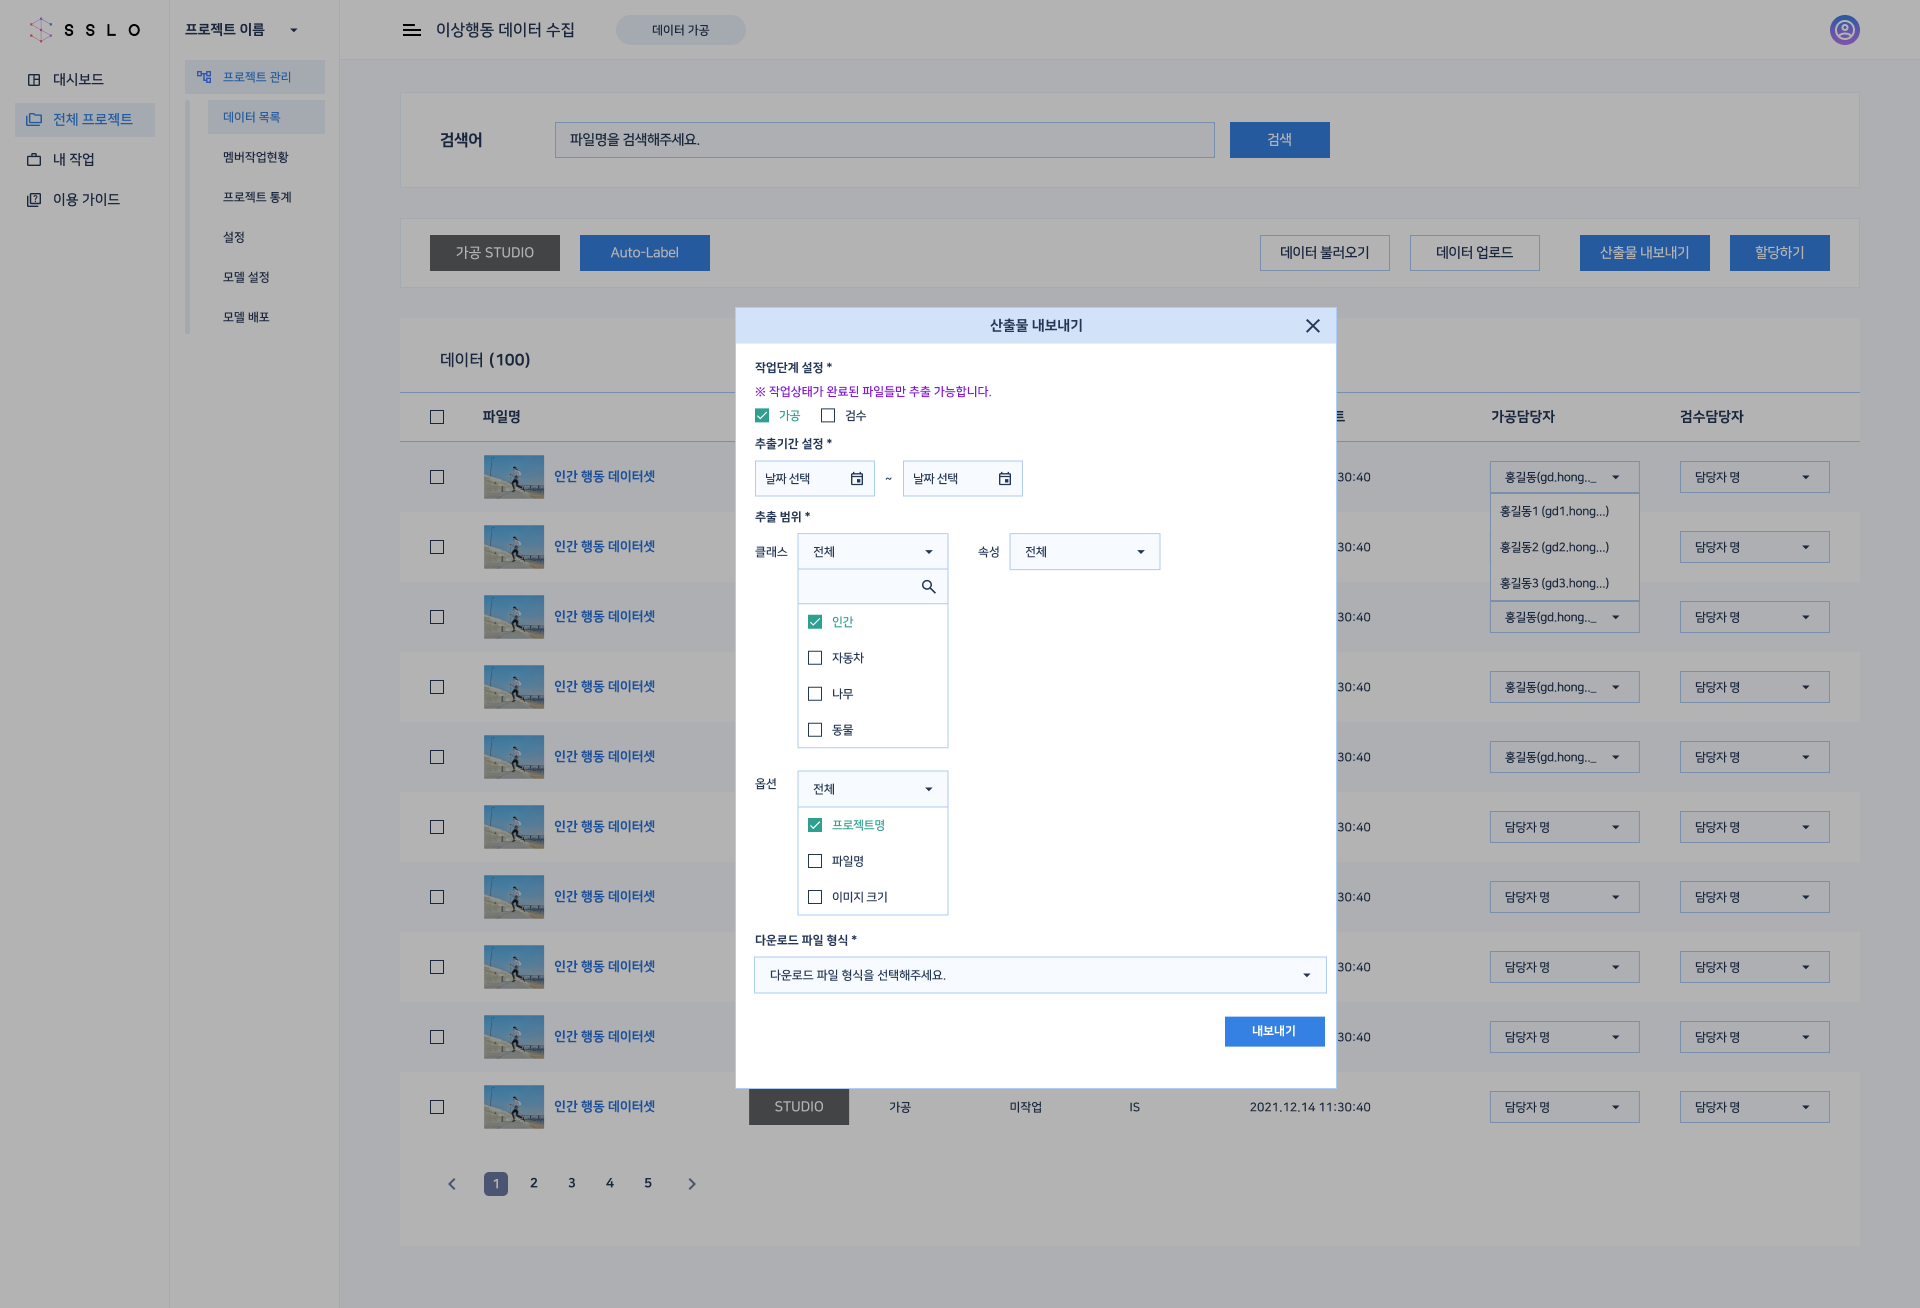 SSLO
대시보드
전체 프로젝트
내 작업
이용 가이드
프로젝트 이름
프로젝트 관리
데이터 목록
멤버작업현황
프로젝트 통계
설정
모델 설정
모델 배포
이상행동 데이터 수집
데이터 가공
검색어
파일명을 검색해주세요.
검색
가공 STUDIO
Auto-Label
데이터 불러오기
데이터 업로드
산출물 내보내기
할당하기
데이터 (100)
파일명
가공담당자
검수담당자
인간 행동 데이터셋
:30:40
홍길동(gd.hong.._
담당자 명
홍길동1 (gd1.hong...)
홍길동2 (gd2.hong...)
홍길동3 (gd3.hong...)
인간 행동 데이터셋
담당자 명
인간 행동 데이터셋
:30:40
홍길동(gd.hong.._
담당자 명
인간 행동 데이터셋
:30:40
홍길동(gd.hong.._
담당자 명
인간 행동 데이터셋
:30:40
홍길동(gd.hong.._
담당자 명
인간 행동 데이터셋
:30:40
담당자 명
담당자 명
인간 행동 데이터셋
:30:40
담당자 명
담당자 명
인간 행동 데이터셋
:30:40
담당자 명
담당자 명
인간 행동 데이터셋
:30:40
담당자 명
담당자 명
인간 행동 데이터셋
STUDIO
가공
미작업
IS
2021.12.14 11:30:40
담당자 명
담당자 명
1 2 3 4 5
산출물 내보내기
작업단계 설정 *
※ 작업상태가 완료된 파일들만 추출 가능합니다.
가공
검수
추출기간 설정 *
날짜 선택 ~ 날짜 선택
추출 범위 *
클래스 전체
속성 전체
인간
자동차
나무
동물
옵션 전체
프로젝트명
파일명
이미지 크기
다운로드 파일 형식 *
다운로드 파일 형식을 선택해주세요.
내보내기